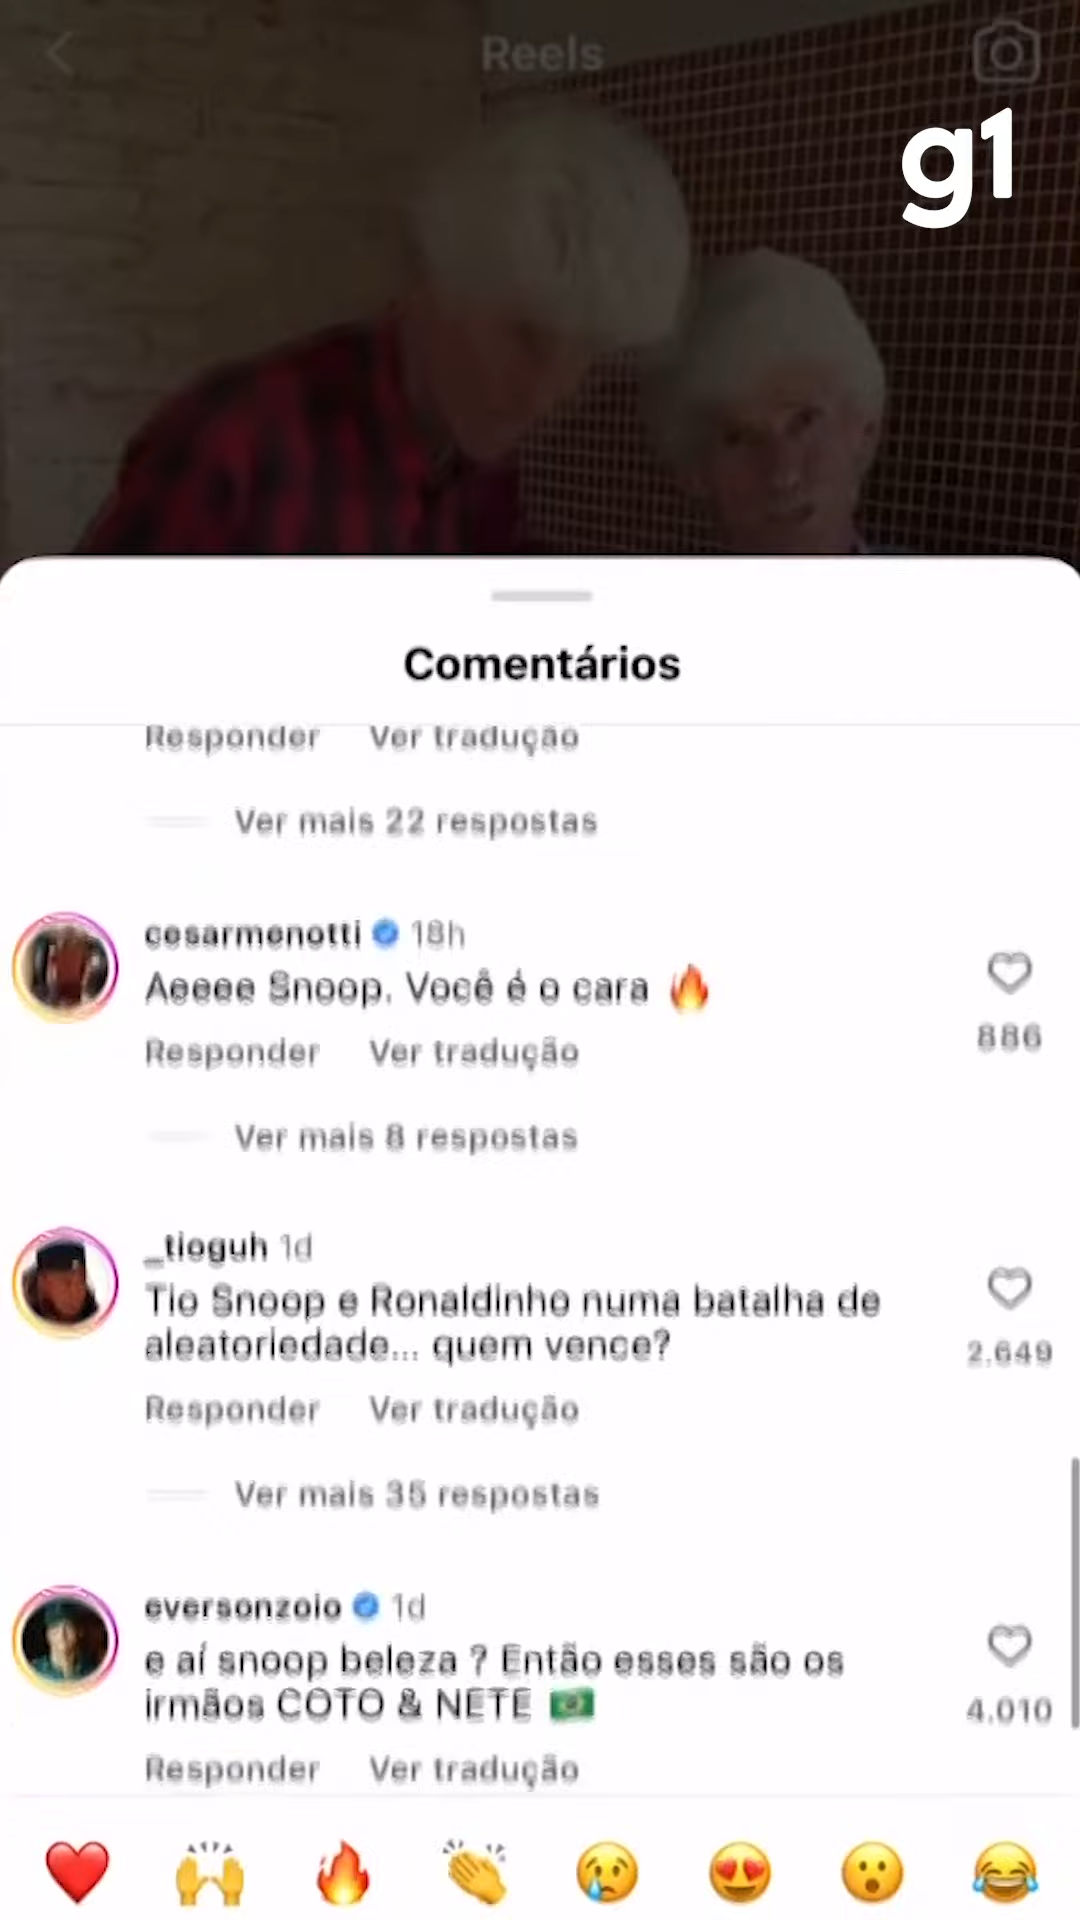 Reels
g1
Comentários
Responder Ver tradução
Ver mais 22 respostas
cesarmenotti 18h
Aeeee Snoop. Você é o cara 🔥
886
Responder Ver tradução
Ver mais 8 respostas
_tioguh 1d
Tio Snoop e Ronaldinho numa batalha de
aleatoriedade... quem vence?
2.649
Responder Ver tradução
Ver mais 35 respostas
eversonzoio 1d
e aí snoop beleza ? Então esses são os
irmãos COTO & NETE 🇧🇷
4.010
Responder Ver tradução